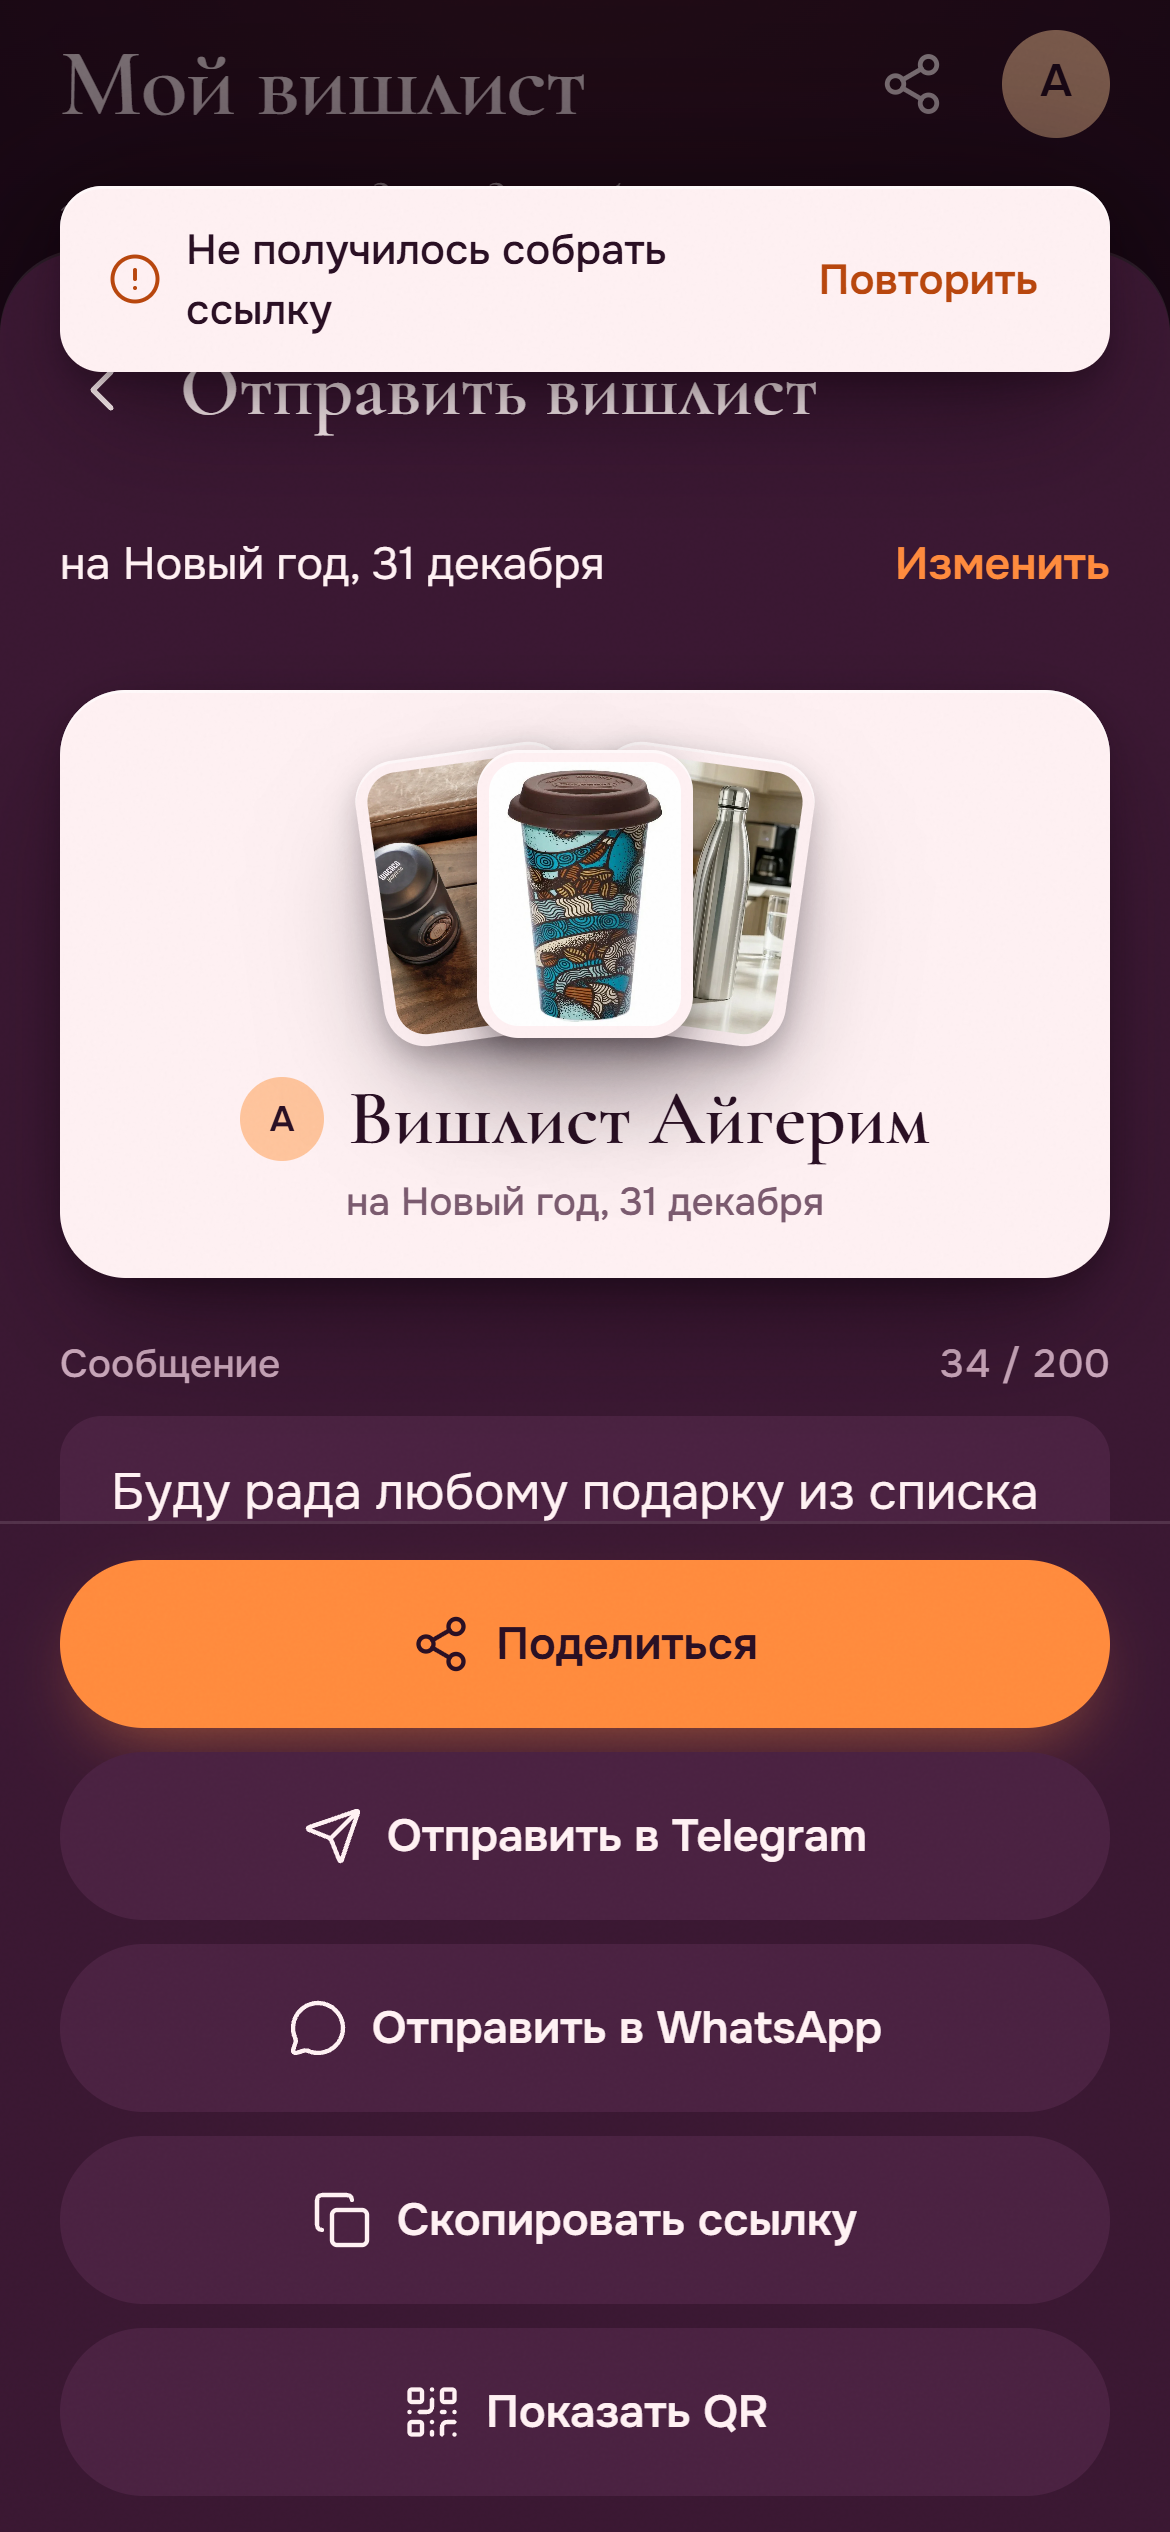 Мой вишлист
А
Не получилось собрать
ссылку
Повторить
Отправить вишлист
на Новый год, 31 декабря
Изменить
wacaco
А
Вишлист Айгерим
на Новый год, 31 декабря
Сообщение
34 / 200
Буду рада любому подарку из списка
Поделиться
Отправить в Telegram
Отправить в WhatsApp
Скопировать ссылку
Показать QR